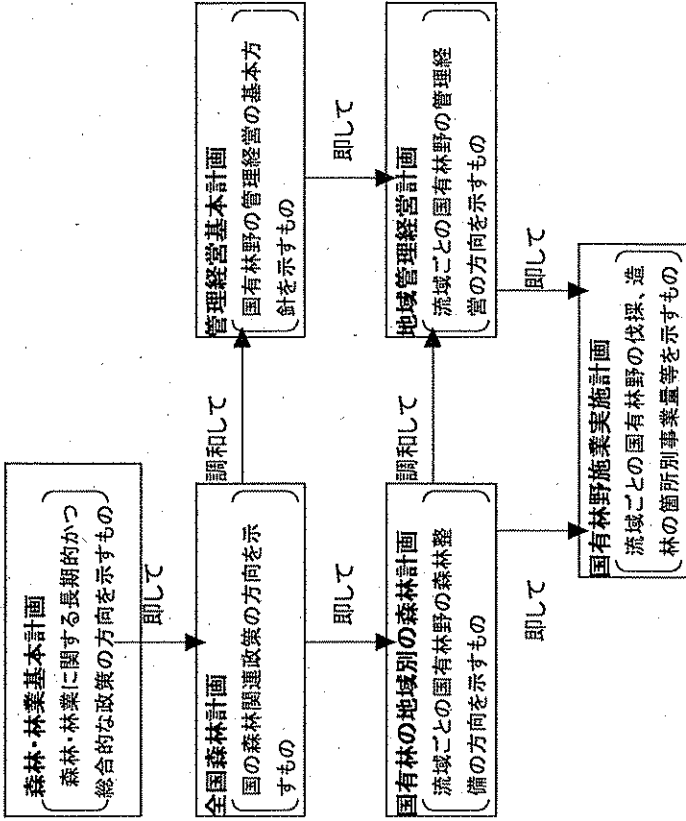 森林・林業基本計画
森林・林業に関する長期的かつ
総合的な政策の方向を示すもの
即して
全国森林計画
国の森林関連政策の方向を示
すもの
調和して
管理経営基本計画
国有林野の管理経営の基本方
針を示すもの
即して
即して
国有林の地域別の森林計画
流域ごとの国有林野の森林整
備の方向を示すもの
調和して
地域管理経営計画
流域ごとの国有林野の管理経
営の方向を示すもの
即して
即して
国有林野施業実施計画
流域ごとの国有林野の伐採、造
林の箇所別事業量等を示すもの